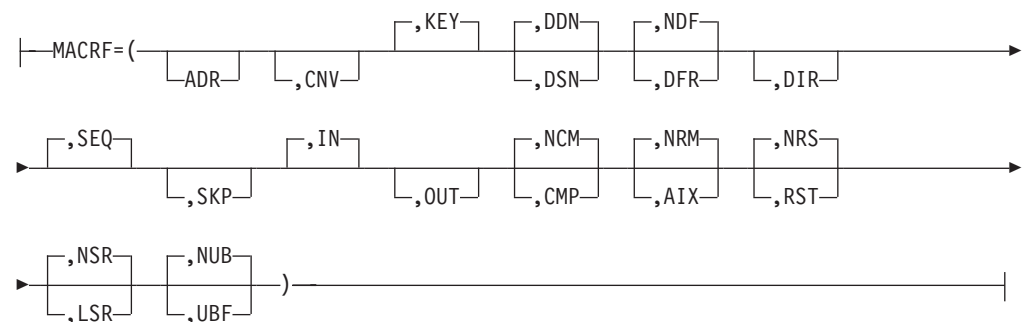 ,KEY ,DDN ,NDF
MACRF=(
ADR ,CNV ,DSN ,DFR ,DIR
,SEQ ,IN ,NCM ,NRM ,NRS
,SKP ,OUT ,CMP ,AIX ,RST
,NSR ,NUB
)
,LSR ,UBF